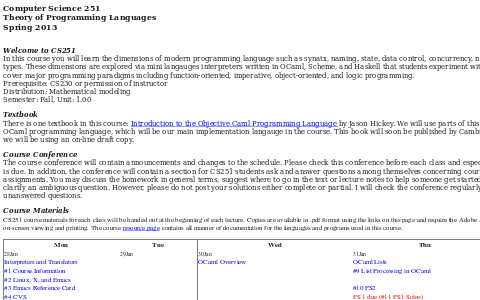 Computer Science 251
Theory of Programming Languages
Spring 2013
Welcome to CS251
In this course you will learn the dimensions of modern programming language such as synatx, naming, state, data control, concurrency, n
types. These dimensions are explored via mini langauges interpreters written in OCaml, Scheme, and Haskell that students experiment wit
cover major programming paradigms including function-oriented, imperative, object-oriented, and logic programming.
Prerequisite: CS230 or permission of instructor
Distribution: Mathematical modeling
Semester: Fall, Unit: 1.00
Textbook
There is one textbook in this course: Introduction to the Objective Caml Programming Language by Jason Hickey. We will use parts of this
OCaml programming language, which will be our main implementation langauge in the course. This book will soon be published by Camb
we will be using an on-line draft copy.
Course Conference
The course conference will contain announcements and changes to the schedule. Please check this conference before each class and espec
is due. In addition, the conference will contain a section for CS251 students ask and answer questions among themselves concerning cour
assignments. You may discuss the homework in general terms, suggest where to go in the text or lecture notes to help someone get started
clarify an ambiguous question. However, please do not post your solutions either complete or partial. I will check the conference regularly
unanswered questions.
Course Materials
CS251 course materials for each class will be handed out at the beginning of each lecture. Copies are available in .pdf format using the links on this page and require the Adobe
on-screen viewing and printing. The course resource page contains all manner of documentation for the languages and programs used in this course.
Mon Tue Wed Thu
28Jan 29Jan 30Jan 31Jan
Interpreters and Translators OCaml Overview OCaml Lists
#1 Course Information #9 List Processing in OCaml
#2 Linux, X, and Emacs
#3 Emacs Reference Card #10 PS2
#4 CVS PS1 due (#11 PS1 Solns)